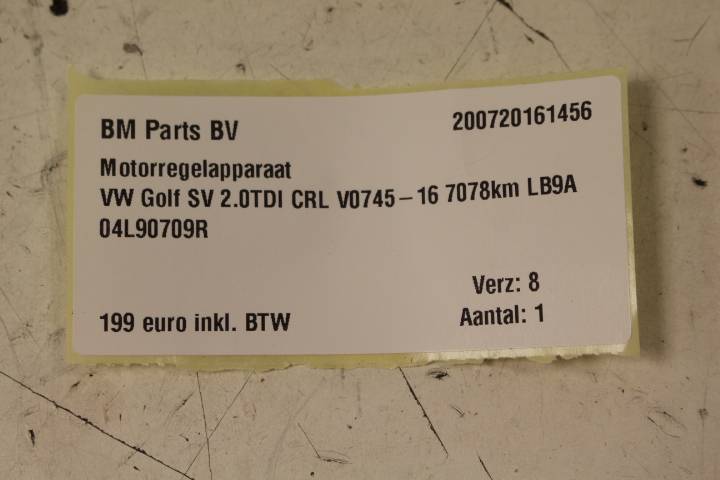 BM Parts BV 200720161456
Motorregelapparaat
VW Golf SV 2.0TDI CRL V0745-16 7078km LB9A
04L90709R
Verz: 8
199 euro inkl. BTW Aantal: 1